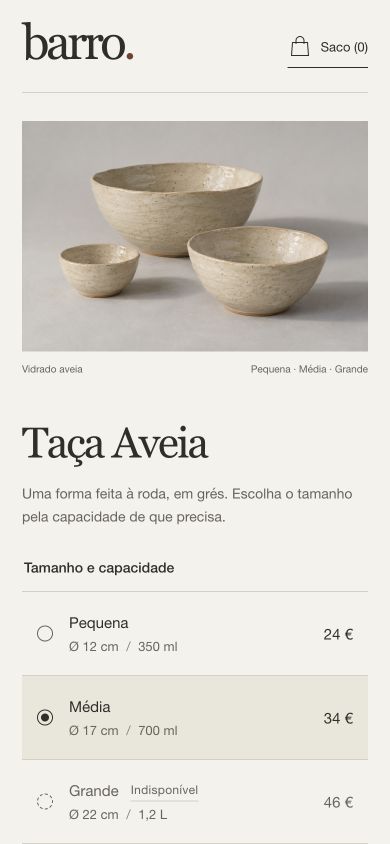 barro.
Saco (0)
Vidrado aveia
Pequena · Média · Grande
Taça Aveia
Uma forma feita à roda, em grés. Escolha o tamanho
pela capacidade de que precisa.
Tamanho e capacidade
Pequena
Ø 12 cm / 350 ml
24 €
Média
Ø 17 cm / 700 ml
34 €
Grande Indisponível
Ø 22 cm / 1,2 L
46 €